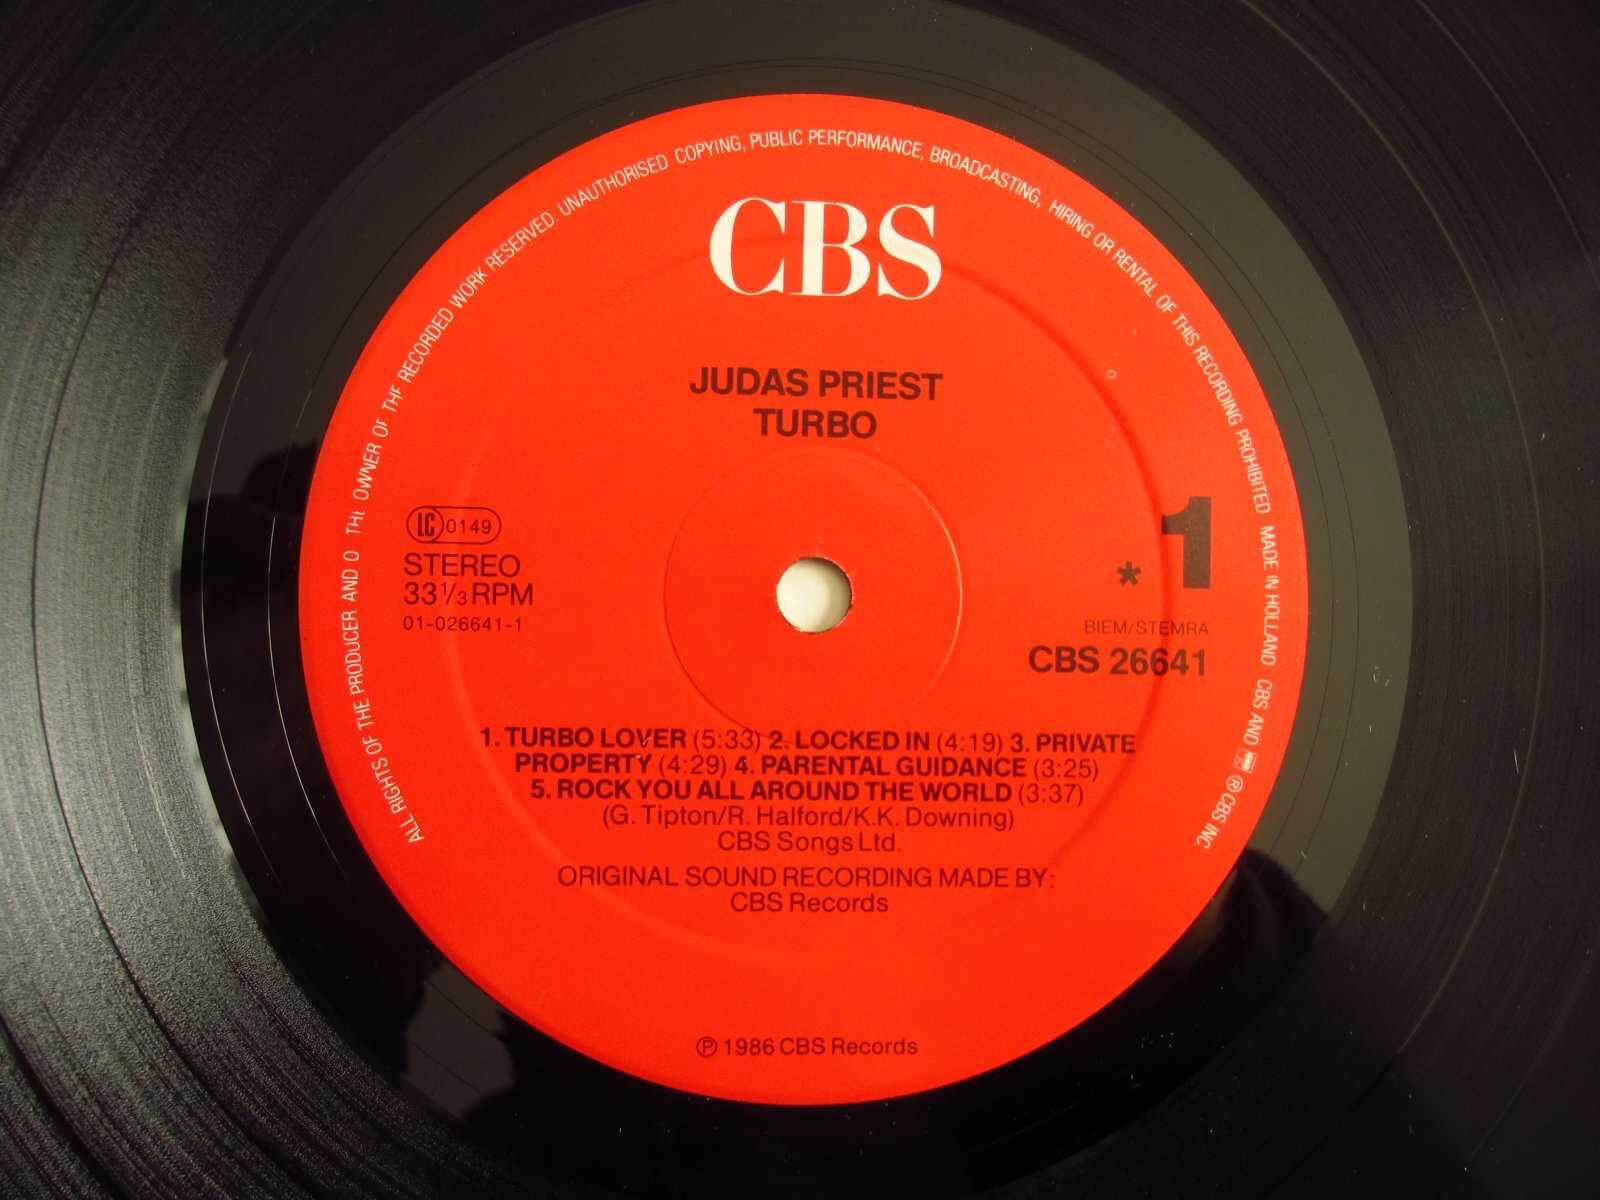 ALL RIGHTS OF THE PRODUCER AND O THE OWNER OF THE RECORDED WORK RESERVED. UNAUTHORISED COPYING, PUBLIC PERFORMANCE, BROADCASTING, HIRING OR RENTAL OF THIS RECORDING PROHIBITED MADE IN HOLLAND CBS AND ® CBS INC.
CBS
JUDAS PRIEST
TURBO
LC 0149
STEREO
33⅓ RPM
01-026641-1
* 1
BIEM/STEMRA
CBS 26641
1. TURBO LOVER (5:33) 2. LOCKED IN (4:19) 3. PRIVATE
PROPERTY (4:29) 4. PARENTAL GUIDANCE (3:25)
5. ROCK YOU ALL AROUND THE WORLD (3:37)
(G. Tipton/R. Halford/K.K. Downing)
CBS Songs Ltd.
ORIGINAL SOUND RECORDING MADE BY:
CBS Records
℗ 1986 CBS Records